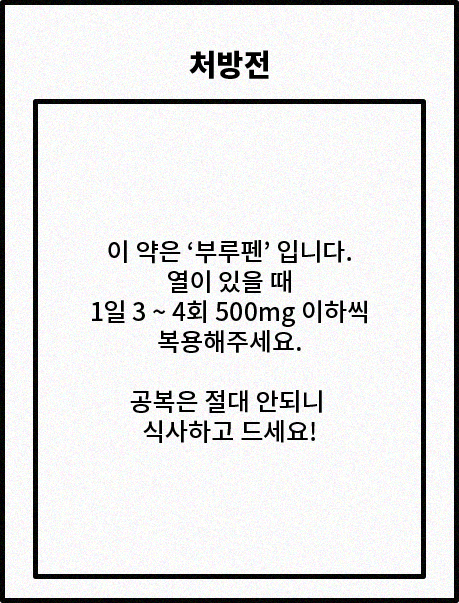 처방전
이 약은 ‘부루펜’ 입니다.
열이 있을 때
1일 3 ~ 4회 500mg 이하씩
복용해주세요.
공복은 절대 안되니
식사하고 드세요!